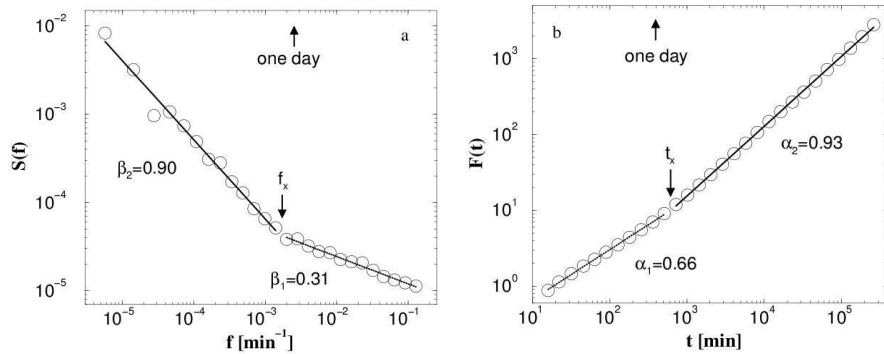 a
one day
S(f)
10⁻²
10⁻³
10⁻⁴
10⁻⁵
β₂=0.90
fₓ
β₁=0.31
10⁻⁵
10⁻⁴
10⁻³
10⁻²
10⁻¹
f [min⁻¹]
b
one day
F(t)
10³
10²
10¹
10⁰
tₓ
α₂=0.93
α₁=0.66
10¹
10²
10³
10⁴
10⁵
t [min]